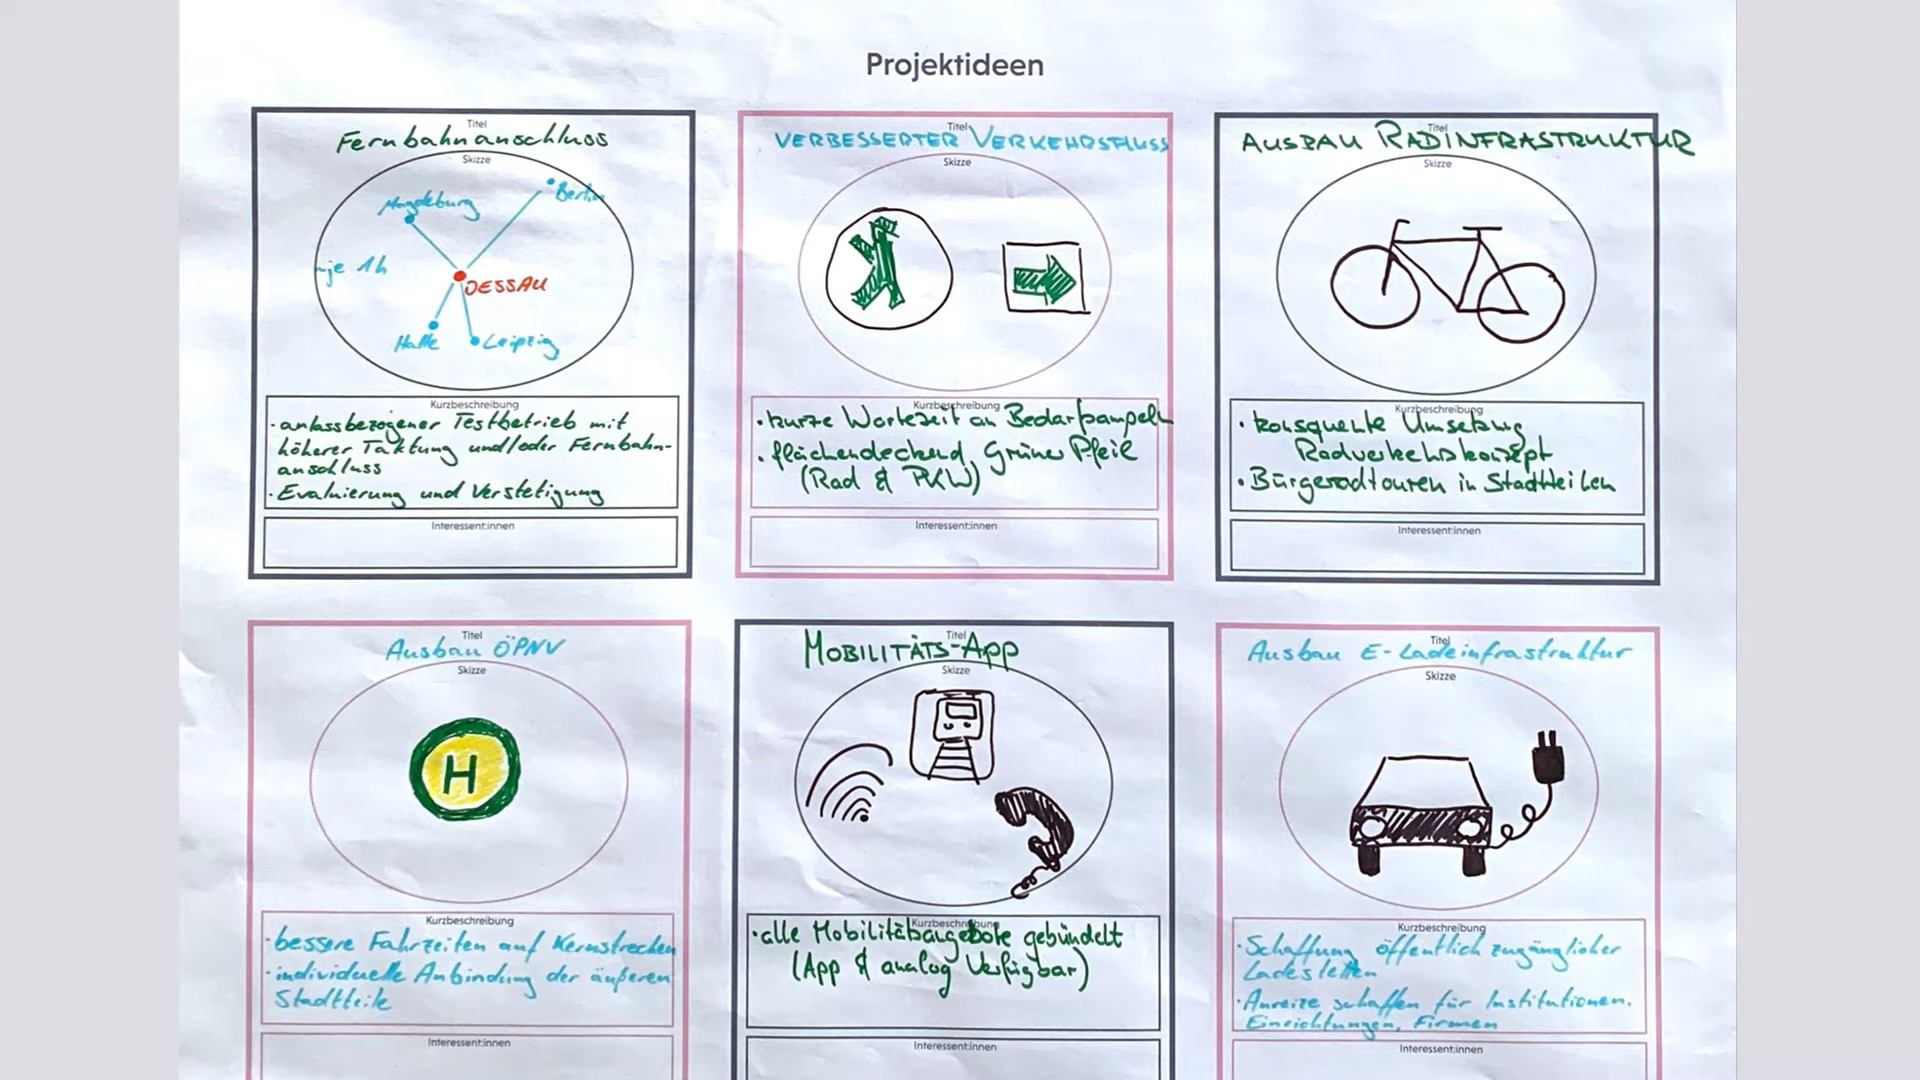 Projektideen
Titel
Fernbahnanschluss
Skizze
Magdeburg
Berlin
je 1h
DESSAU
Halle
Leipzig
Kurzbeschreibung
· anlassbezogener Testbetrieb mit
höherer Taktung und/oder Fernbahn-
anschluss
· Evaluierung und Verstetigung
Interessent:innen
Titel
VERBESSERTER VERKEHRSFLUSS
Skizze
Kurzbeschreibung
· kurze Wartezeit an Bedarfsampeln
· flächendeckend Grüner Pfeil
(Rad & PKW)
Interessent:innen
Titel
AUSBAU RADINFRASTRUKTUR
Skizze
Kurzbeschreibung
· konsquente Umsetzung
Radverkehrskonzept
· Bürgerradtouren in Stadtteilen
Interessent:innen
Titel
Ausbau ÖPNV
Skizze
H
Kurzbeschreibung
· bessere Fahrzeiten auf Kernstrecken
· individuelle Anbindung der äußeren
Stadtteile
Interessent:innen
Titel
MOBILITÄTS-APP
Skizze
Kurzbeschreibung
· alle Mobilitätsangebote gebündelt
(App & analog Verfügbar)
Interessent:innen
Titel
Ausbau E-Ladeinfrastruktur
Skizze
Kurzbeschreibung
· Schaffung öffentlich zugänglicher
Ladestellen
· Anreize schaffen für Institutionen,
Einrichtungen, Firmen
Interessent:innen